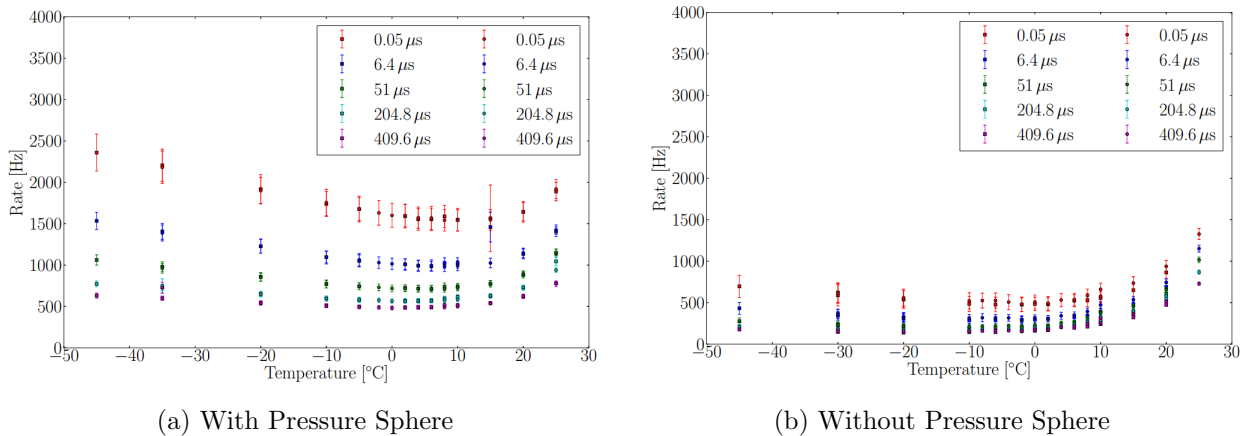 4000
3500
3000
2500
2000
1500
1000
500
0
Rate [Hz]
0.05 μs 0.05 μs
6.4 μs 6.4 μs
51 μs 51 μs
204.8 μs 204.8 μs
409.6 μs 409.6 μs
−50 −40 −30 −20 −10 0 10 20 30
Temperature [°C]
(a) With Pressure Sphere
4000
3500
3000
2500
2000
1500
1000
500
0
Rate [Hz]
0.05 μs 0.05 μs
6.4 μs 6.4 μs
51 μs 51 μs
204.8 μs 204.8 μs
409.6 μs 409.6 μs
−50 −40 −30 −20 −10 0 10 20 30
Temperature [°C]
(b) Without Pressure Sphere